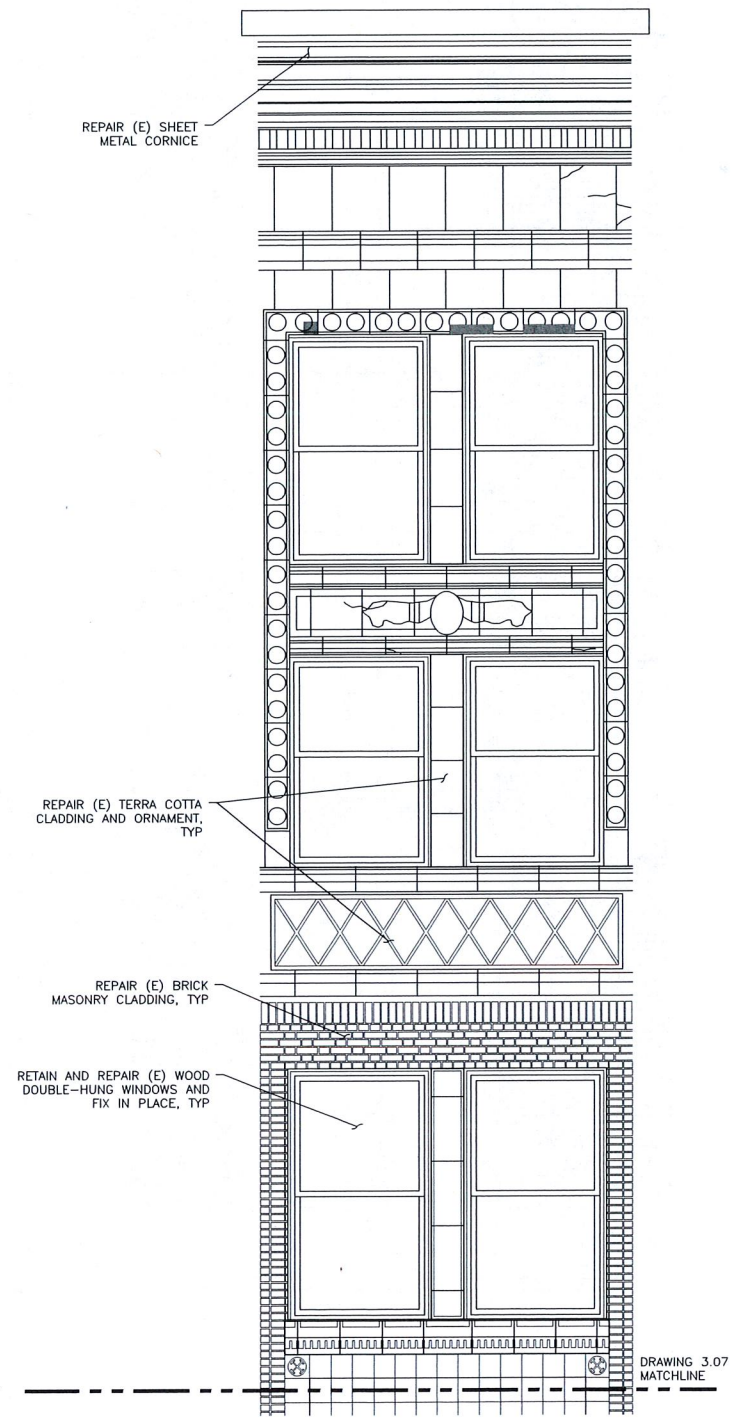 REPAIR (E) SHEET
METAL CORNICE
REPAIR (E) TERRA COTTA
CLADDING AND ORNAMENT,
TYP
REPAIR (E) BRICK
MASONRY CLADDING, TYP
RETAIN AND REPAIR (E) WOOD
DOUBLE-HUNG WINDOWS AND
FIX IN PLACE, TYP
DRAWING 3.07
MATCHLINE